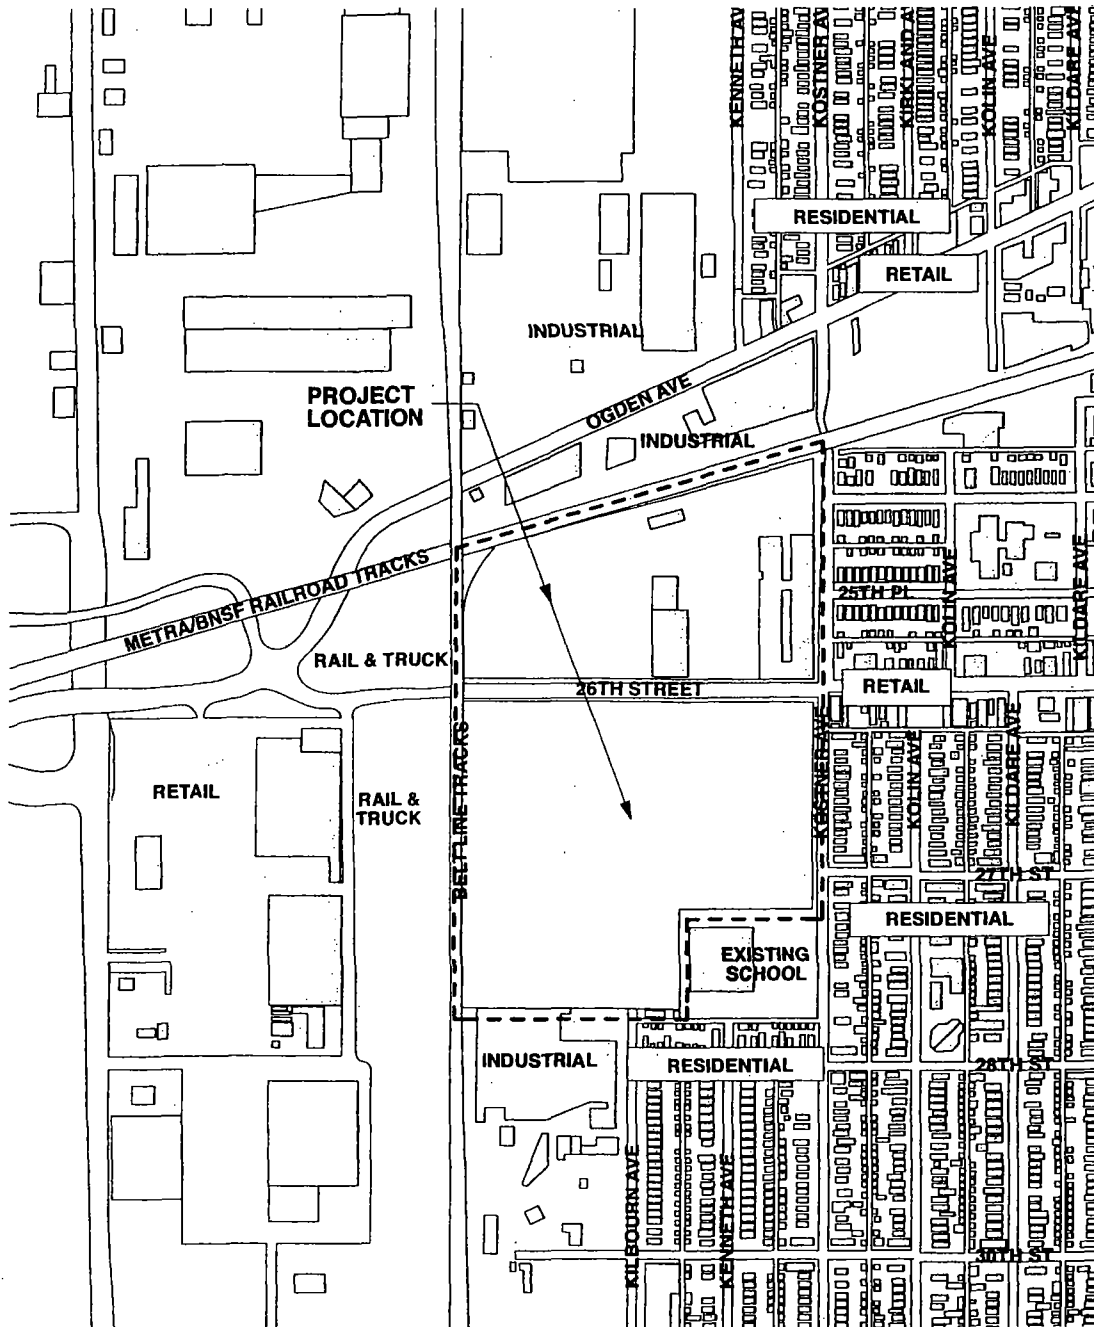 KENNETH AVE
KOSTNER AV
KIRKLAND A
KOLIN AVE
KILDARE AVE
RESIDENTIAL
RETAIL
INDUSTRIAL
PROJECT
LOCATION
OGDEN AVE
INDUSTRIAL
METRA/BNSF RAILROAD TRACKS
25TH PL
KOLIN AVE
KILDARE AVE
RAIL & TRUCK
26TH STREET
RETAIL
BELT LINE TRACKS
KOSTNER AVE
KOLIN AVE
KILDARE AVE
RETAIL
RAIL &
TRUCK
27TH ST
RESIDENTIAL
EXISTING
SCHOOL
INDUSTRIAL
RESIDENTIAL
28TH ST
KILBOURN AVE
KENNETH AVE
30TH ST